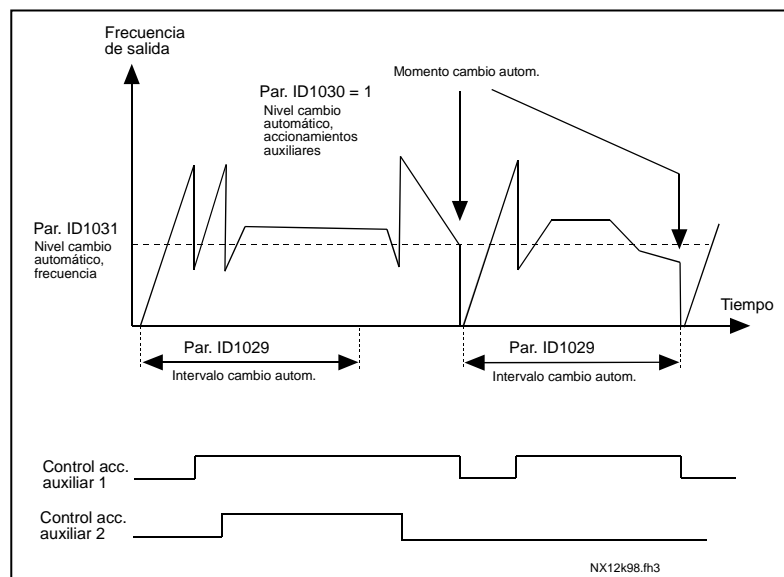 Frecuencia
de salida
Par. ID1030 = 1
Nivel cambio
automático,
accionamientos
auxiliares
Momento cambio autom.
Par. ID1031
Nivel cambio
automático,
frecuencia
Tiempo
Par. ID1029
Intervalo cambio autom.
Par. ID1029
Intervalo cambio autom.
Control acc.
auxiliar 1
Control acc.
auxiliar 2
NX12k98.fh3